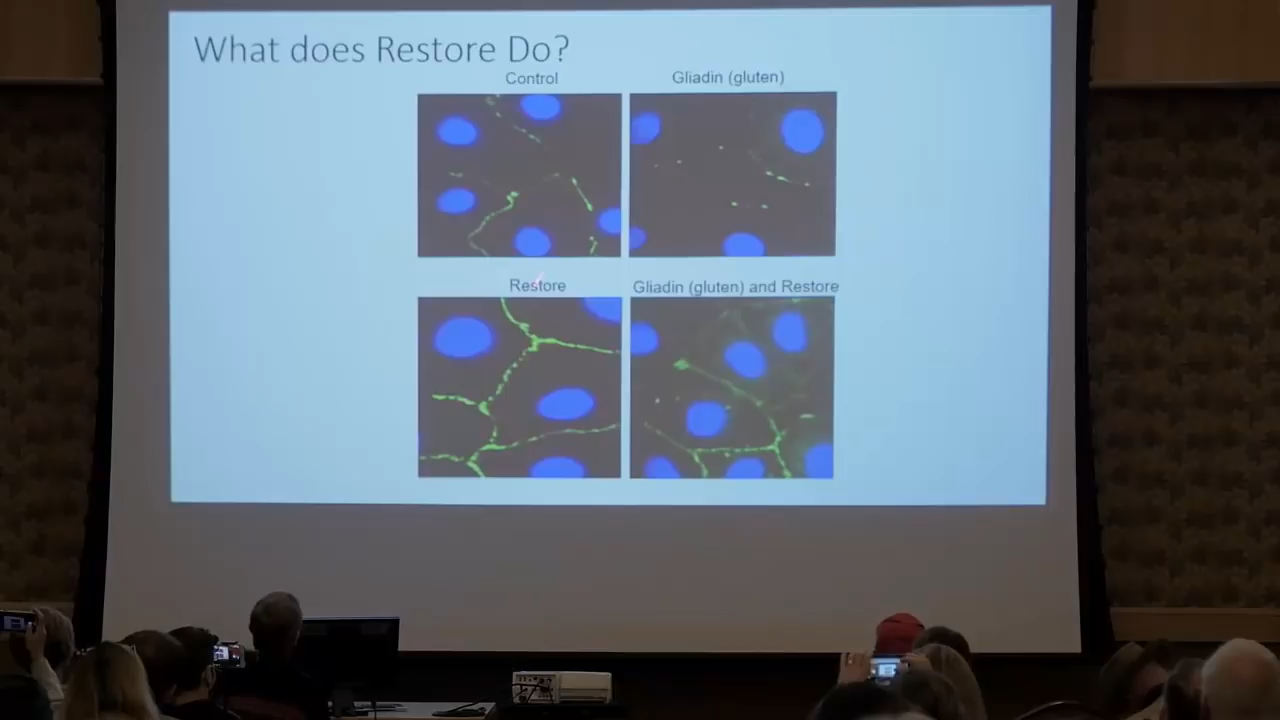 What does Restore Do?
Control
Gliadin (gluten)
Restore
Gliadin (gluten) and Restore